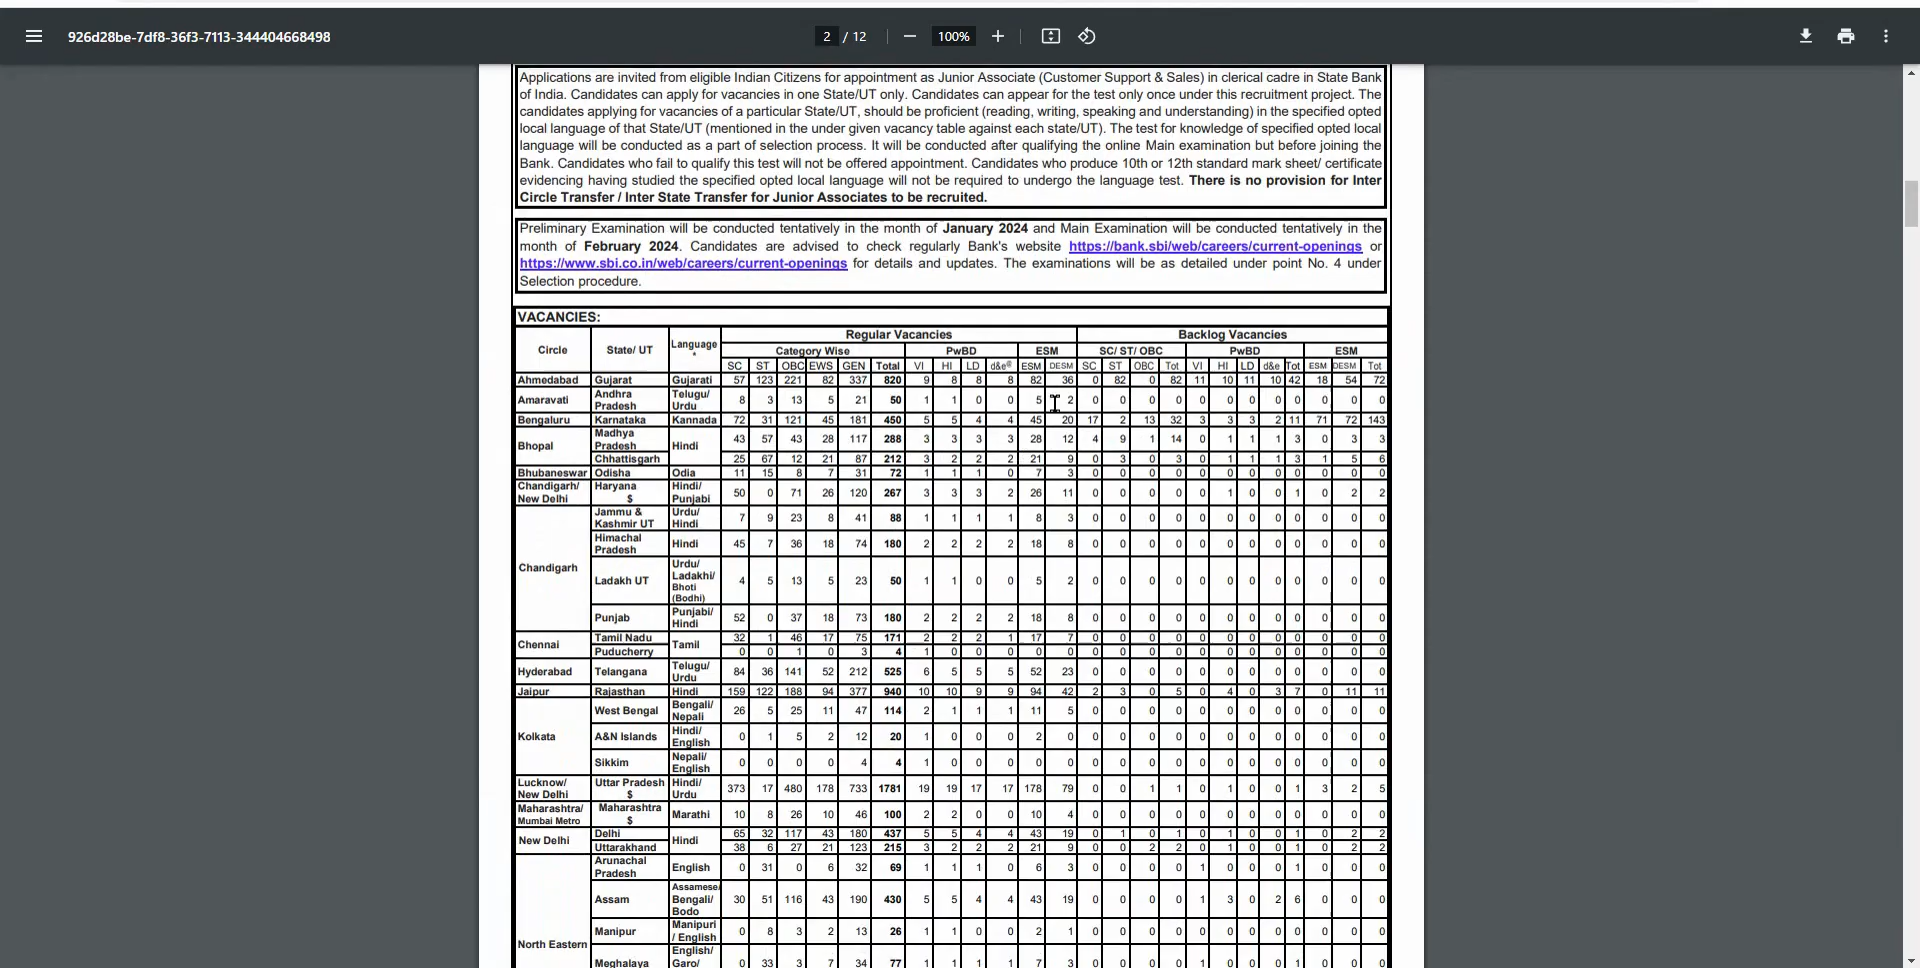 926d28be-7df8-36f3-7113-344404668498
2 / 12
100%
Applications are invited from eligible Indian Citizens for appointment as Junior Associate (Customer Support & Sales) in clerical cadre in State Bank
of India. Candidates can apply for vacancies in one State/UT only. Candidates can appear for the test only once under this recruitment project. The
candidates applying for vacancies of a particular State/UT, should be proficient (reading, writing, speaking and understanding) in the specified opted
local language of that State/UT (mentioned in the under given vacancy table against each state/UT). The test for knowledge of specified opted local
language will be conducted as a part of selection process. It will be conducted after qualifying the online Main examination but before joining the
Bank. Candidates who fail to qualify this test will not be offered appointment. Candidates who produce 10th or 12th standard mark sheet/ certificate
evidencing having studied the specified opted local language will not be required to undergo the language test. There is no provision for Inter
Circle Transfer / Inter State Transfer for Junior Associates to be recruited.
Preliminary Examination will be conducted tentatively in the month of January 2024 and Main Examination will be conducted tentatively in the
month of February 2024. Candidates are advised to check regularly Bank's website https://bank.sbi/web/careers/current-openings or
https://www.sbi.co.in/web/careers/current-openings for details and updates. The examinations will be as detailed under point No. 4 under
Selection procedure.
VACANCIES:
Circle State/ UT Language * Regular Vacancies Backlog Vacancies
Category Wise PwBD ESM SC/ ST/ OBC PwBD ESM
SC ST OBC EWS GEN Total VI HI LD d&e@ ESM DESM SC ST OBC Tot VI HI LD d&e Tot ESM DESM Tot
Ahmedabad Gujarat Gujarati 57 123 221 82 337 820 9 8 8 8 82 36 0 82 0 82 11 10 11 10 42 18 54 72
Amaravati Andhra Pradesh Telugu/ Urdu 8 3 13 5 21 50 1 1 0 0 5 2 0 0 0 0 0 0 0 0 0 0 0 0
Bengaluru Karnataka Kannada 72 31 121 45 181 450 5 5 4 4 45 20 17 2 13 32 3 3 3 2 11 71 72 143
Bhopal Madhya Pradesh Hindi 43 57 43 28 117 288 3 3 3 3 28 12 4 9 1 14 0 1 1 1 3 0 3 3
Chhattisgarh 25 67 12 21 87 212 3 2 2 2 21 9 0 3 0 3 0 1 1 1 3 1 5 6
Bhubaneswar Odisha Odia 11 15 8 7 31 72 1 1 1 0 7 3 0 0 0 0 0 0 0 0 0 0 0 0
Chandigarh/ New Delhi Haryana $ Hindi/ Punjabi 50 0 71 26 120 267 3 3 3 2 26 11 0 0 0 0 0 1 0 0 1 0 2 2
Chandigarh Jammu & Kashmir UT Urdu/ Hindi 7 9 23 8 41 88 1 1 1 1 8 3 0 0 0 0 0 0 0 0 0 0 0 0
Himachal Pradesh Hindi 45 7 36 18 74 180 2 2 2 2 18 8 0 0 0 0 0 0 0 0 0 0 0 0
Ladakh UT Urdu/ Ladakhi/ Bhoti (Bodhi) 4 5 13 5 23 50 1 1 0 0 5 2 0 0 0 0 0 0 0 0 0 0 0 0
Punjab Punjabi/ Hindi 52 0 37 18 73 180 2 2 2 2 18 8 0 0 0 0 0 0 0 0 0 0 0 0
Chennai Tamil Nadu Tamil 32 1 46 17 75 171 2 2 2 1 17 7 0 0 0 0 0 0 0 0 0 0 0 0
Puducherry 0 0 1 0 3 4 1 0 0 0 0 0 0 0 0 0 0 0 0 0 0 0 0 0
Hyderabad Telangana Telugu/ Urdu 84 36 141 52 212 525 6 5 5 5 52 23 0 0 0 0 0 0 0 0 0 0 0 0
Jaipur Rajasthan Hindi 159 122 188 94 377 940 10 10 9 9 94 42 2 3 0 5 0 4 0 3 7 0 11 11
Kolkata West Bengal Bengali/ Nepali 26 5 25 11 47 114 2 1 1 1 11 5 0 0 0 0 0 0 0 0 0 0 0 0
A&N Islands Hindi/ English 0 1 5 2 12 20 1 0 0 0 2 0 0 0 0 0 0 0 0 0 0 0 0 0
Sikkim Nepali/ English 0 0 0 0 4 4 1 0 0 0 0 0 0 0 0 0 0 0 0 0 0 0 0 0
Lucknow/ New Delhi Uttar Pradesh $ Hindi/ Urdu 373 17 480 178 733 1781 19 19 17 17 178 79 0 0 1 1 0 1 0 0 1 3 2 5
Maharashtra/ Mumbai Metro Maharashtra $ Marathi 10 8 26 10 46 100 2 2 0 0 10 4 0 0 0 0 0 0 0 0 0 0 0 0
New Delhi Delhi Hindi 65 32 117 43 180 437 5 5 4 4 43 19 0 1 0 1 0 1 0 0 1 0 2 2
Uttarakhand 38 6 27 21 123 215 3 2 2 2 21 9 0 0 2 2 0 1 0 0 1 0 2 2
North Eastern Arunachal Pradesh English 0 31 0 6 32 69 1 1 1 0 6 3 0 0 0 0 1 0 0 0 1 0 0 0
Assam Assamese/ Bengali/ Bodo 30 51 116 43 190 430 5 5 4 4 43 19 0 0 0 0 1 3 0 2 6 0 0 0
Manipur Manipuri / English 0 8 3 2 13 26 1 1 0 0 2 1 0 0 0 0 0 0 0 0 0 0 0 0
Meghalaya English/ Garo/ 0 33 3 7 34 77 1 1 1 1 7 3 0 0 0 0 1 0 0 0 1 0 0 0